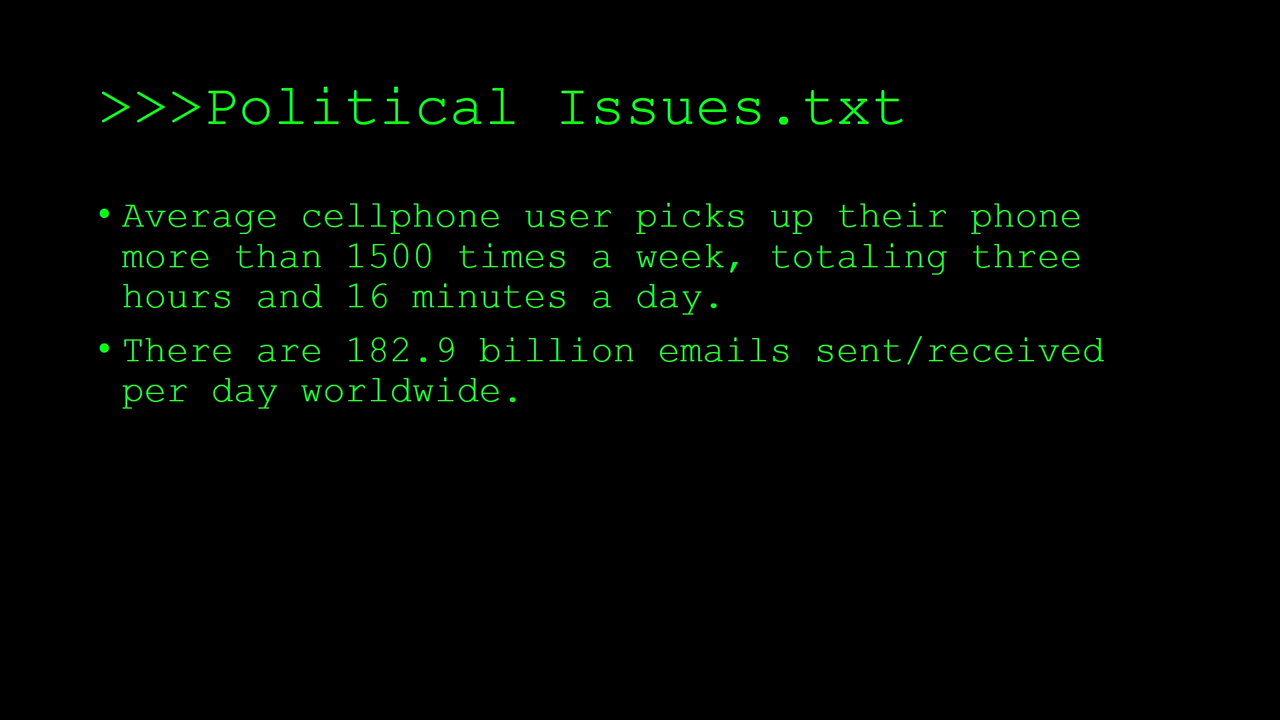 >>>Political Issues.txt
• Average cellphone user picks up their phone
more than 1500 times a week, totaling three
hours and 16 minutes a day.
• There are 182.9 billion emails sent/received
per day worldwide.